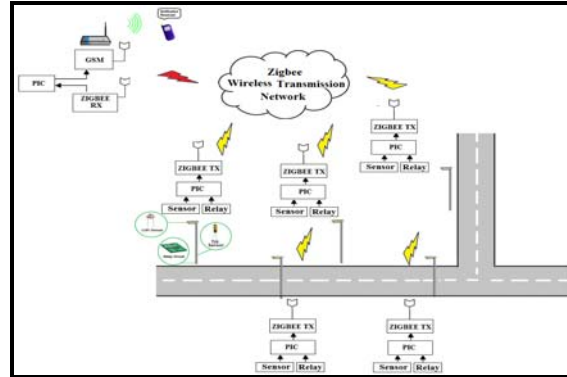 GSM
PIC
ZIGBEE
RX
Zigbee
Wireless Transmission
Network
ZIGBEE TX
PIC
Sensor
Relay
ZIGBEE TX
PIC
Sensor
Relay
ZIGBEE TX
PIC
Sensor
Relay
ZIGBEE TX
PIC
Sensor
Relay
ZIGBEE TX
PIC
Sensor
Relay